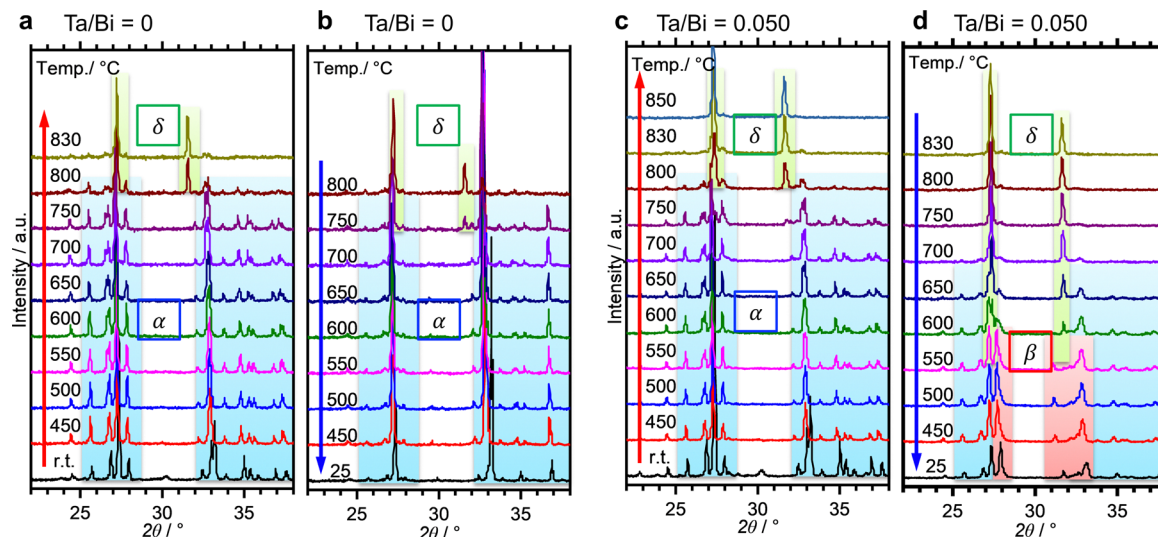 a Ta/Bi = 0
Temp./ °C
δ
830
800
750
700
650
600
α
550
500
450
r.t.
Intensity / a.u.
25 30 35
2θ / °
b Ta/Bi = 0
Temp./ °C
δ
800
750
700
650
600
α
550
500
450
25
25 30 35
2θ / °
c Ta/Bi = 0.050
Temp./ °C
850
δ
830
800
750
700
650
600
α
550
500
450
r.t.
Intensity / a.u.
25 30 35
2θ / °
d Ta/Bi = 0.050
Temp./ °C
δ
830
800
750
700
650
600
β
550
500
450
25
25 30 35
2θ / °